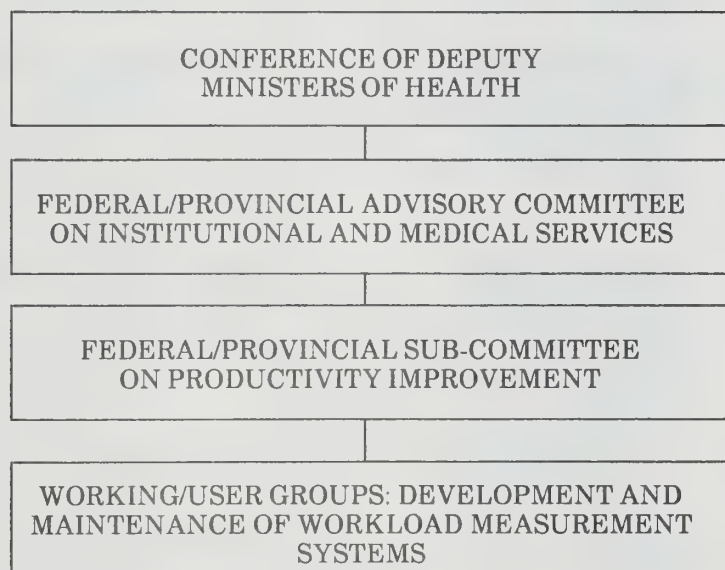 CONFERENCE OF DEPUTY
MINISTERS OF HEALTH
FEDERAL/PROVINCIAL ADVISORY COMMITTEE
ON INSTITUTIONAL AND MEDICAL SERVICES
FEDERAL/PROVINCIAL SUB-COMMITTEE
ON PRODUCTIVITY IMPROVEMENT
WORKING/USER GROUPS: DEVELOPMENT AND
MAINTENANCE OF WORKLOAD MEASUREMENT
SYSTEMS